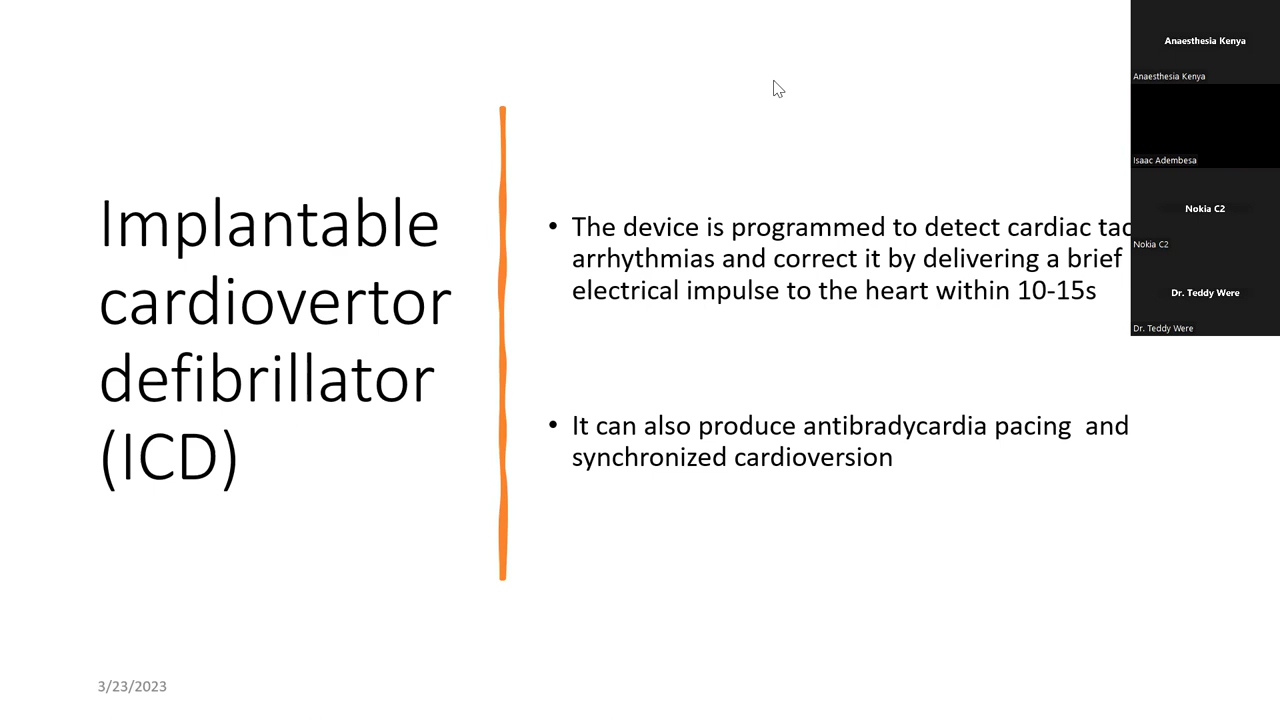 Implantable
cardiovertor
defibrillator
(ICD)
• The device is programmed to detect cardiac
arrhythmias and correct it by delivering a brief
electrical impulse to the heart within 10-15s
• It can also produce antibradycardia pacing  and
synchronized cardioversion
3/23/2023
Anaesthesia Kenya
Anaesthesia Kenya
Isaac Adembesa
Nokia C2
Nokia C2
Dr. Teddy Were
Dr. Teddy Were